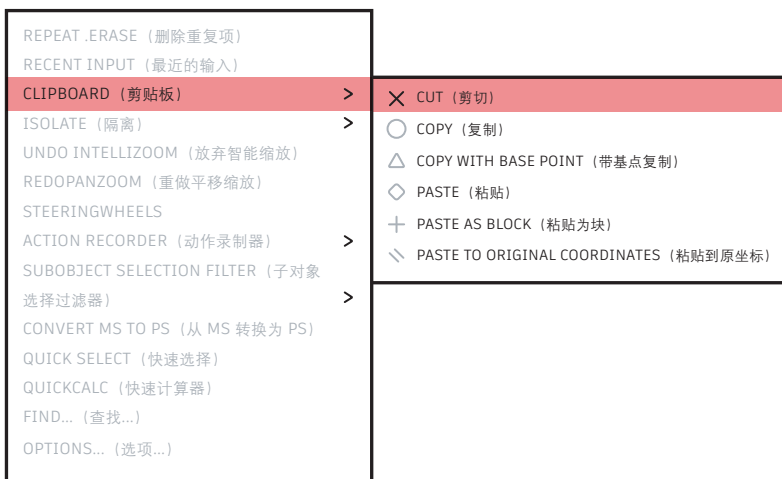 REPEAT .ERASE（删除重复项）
RECENT INPUT（最近的输入）
CLIPBOARD（剪贴板） >
ISOLATE（隔离） >
UNDO INTELLIZOOM（放弃智能缩放）
REDOPANZOOM（重做平移缩放）
STEERINGWHEELS
ACTION RECORDER（动作录制器） >
SUBOBJECT SELECTION FILTER（子对象
选择过滤器） >
CONVERT MS TO PS（从 MS 转换为 PS）
QUICK SELECT（快速选择）
QUICKCALC（快速计算器）
FIND...（查找...）
OPTIONS...（选项...）
CUT（剪切）
COPY（复制）
COPY WITH BASE POINT（带基点复制）
PASTE（粘贴）
PASTE AS BLOCK（粘贴为块）
PASTE TO ORIGINAL COORDINATES（粘贴到原坐标）